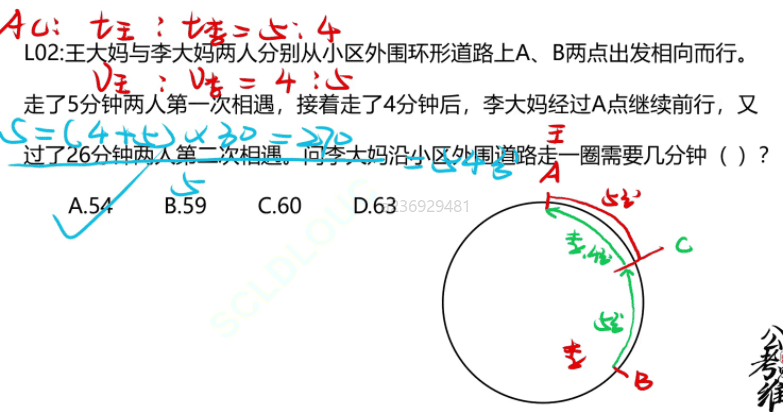 AC: t王 : t李 = 5 : 4
L02:王大妈与李大妈两人分别从小区外围环形道路上A、B两点出发相向而行。
V王 : V李 = 4 : 5
走了5分钟两人第一次相遇，接着走了4分钟后，李大妈经过A点继续前行，又
S=(4+5)×30=270
过了26分钟两人第二次相遇。问李大妈沿小区外围道路走一圈需要几分钟（ ）？
5
=54分
A.54 B.59 C.60 D.63
236929481
SCLDLOUG
王
A
5分
C
李.4分
5分
李
B
公考
维